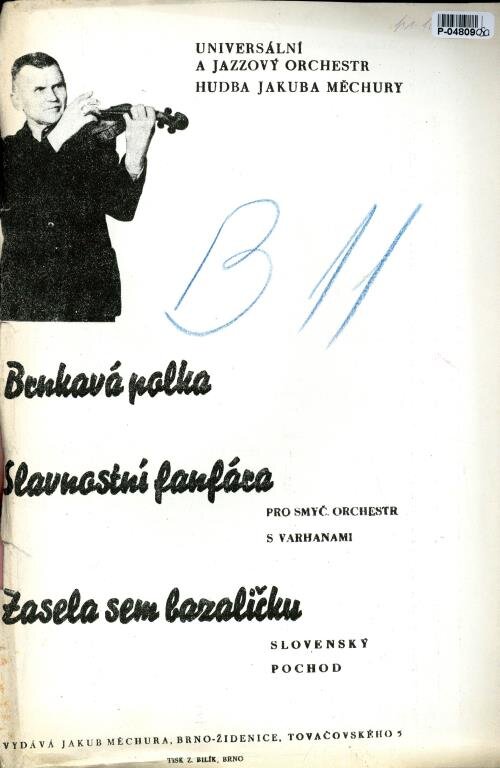 P-04809
UNIVERSÁLNÍ
A JAZZOVÝ ORCHESTR
HUDBA JAKUBA MĚCHURY
B 11
Brnkavá polka
Slavnostní fanfára
PRO SMYČ. ORCHESTR
S VARHANAMI
Zasela sem bazaličku
SLOVENSKÝ
POCHOD
VYDÁVÁ JAKUB MĚCHURA, BRNO-ŽIDENICE, TOVAČOVSKÉHO 5
TISK Z. BILÍK, BRNO